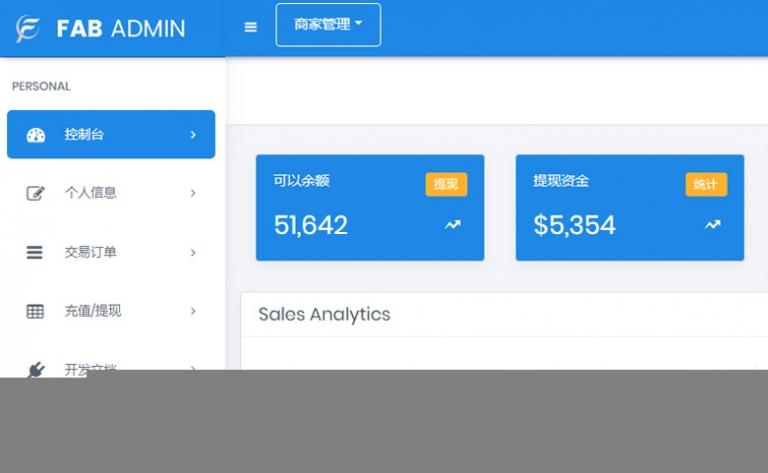 FAB ADMIN
商家管理
PERSONAL
控制台
个人信息
交易订单
充值/提现
开发文档
可以余额
提现
51,642
提现资金
统计
$5,354
Sales Analytics